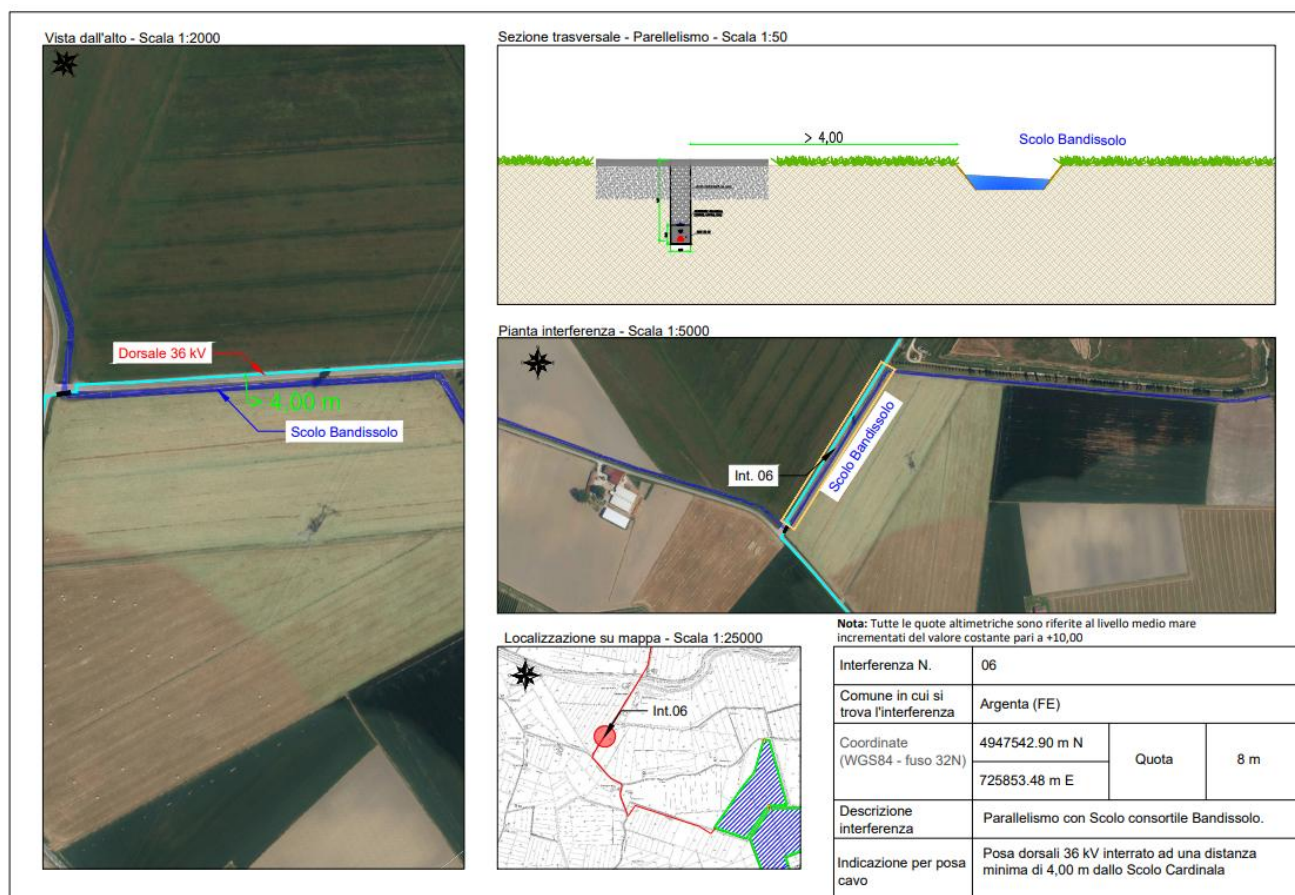 Vista dall'alto - Scala 1:2000
Dorsale 36 kV
> 4,00 m
Scolo Bandissolo
Sezione trasversale - Parellelismo - Scala 1:50
> 4,00
Scolo Bandissolo
Pianta interferenza - Scala 1:5000
Int. 06
Scolo Bandissolo
Localizzazione su mappa - Scala 1:25000
Int.06
Nota: Tutte le quote altimetriche sono riferite al livello medio mare
incrementati del valore costante pari a +10,00
Interferenza N. 06
Comune in cui si
trova l'interferenza
Argenta (FE)
Coordinate
(WGS84 - fuso 32N)
4947542.90 m N
725853.48 m E
Quota 8 m
Descrizione
interferenza
Parallelismo con Scolo consortile Bandissolo.
Indicazione per posa
cavo
Posa dorsali 36 kV interrato ad una distanza
minima di 4,00 m dallo Scolo Cardinala